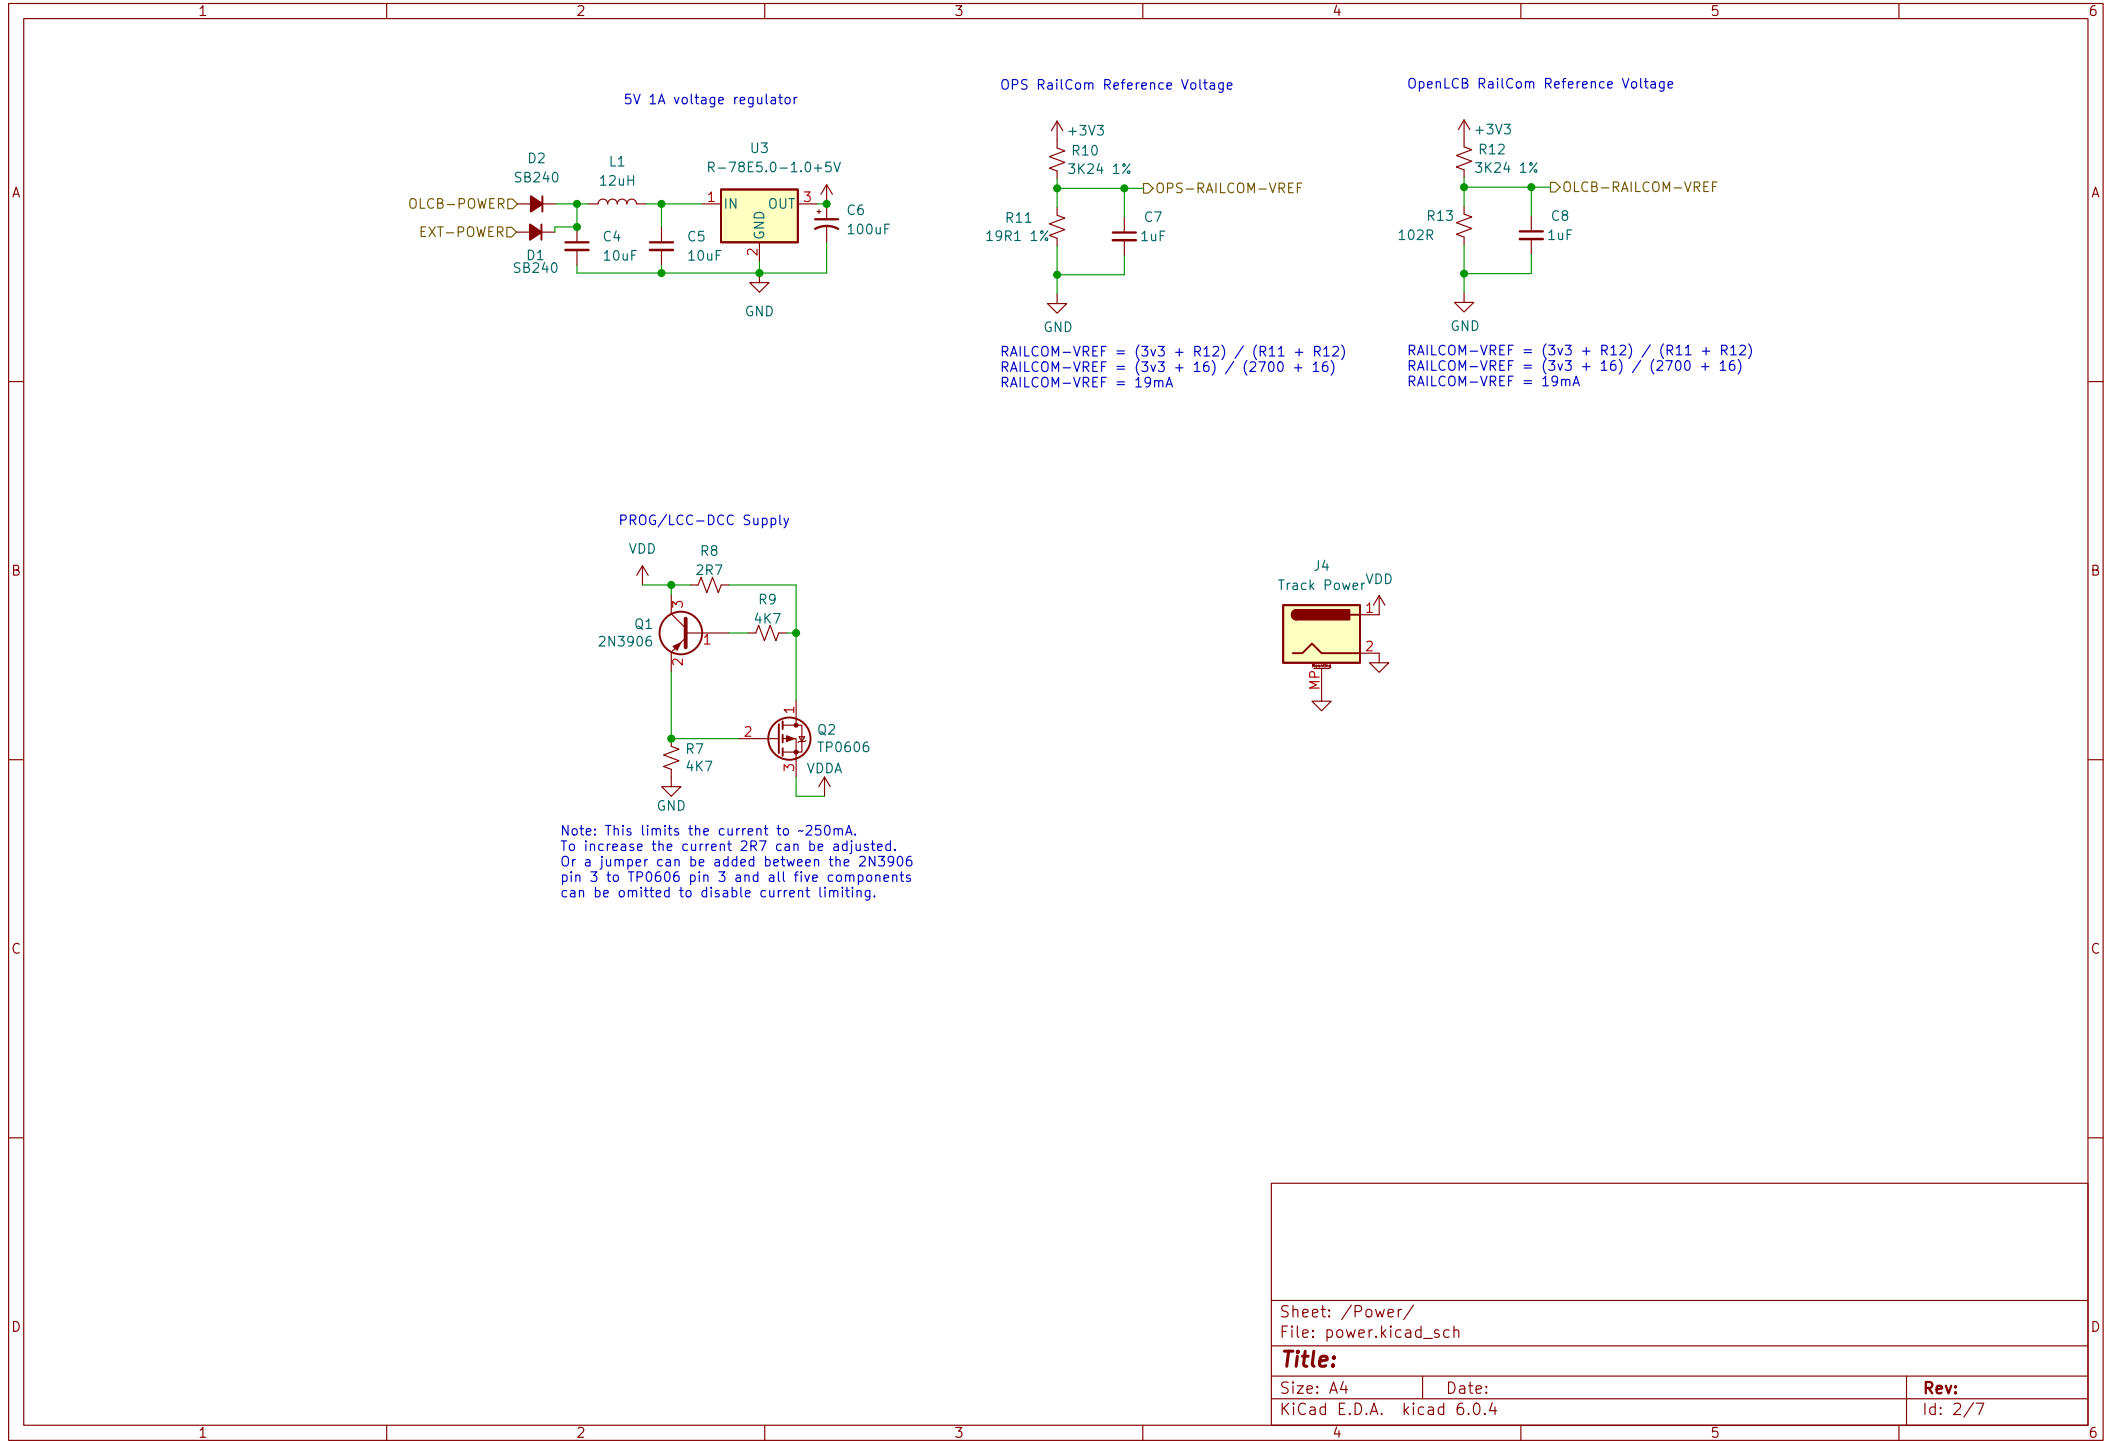 1 2 3 4 5 6
A
B
C
D
5V 1A voltage regulator
D2
SB240
L1
12uH
U3
R-78E5.0-1.0
+5V
OLCB-POWER
EXT-POWER
D1
SB240
C4
10uF
C5
10uF
1
IN
OUT
3
GND
2
C6
100uF
+
GND
OPS RailCom Reference Voltage
+3V3
R10
3K24 1%
OPS-RAILCOM-VREF
R11
19R1 1%
C7
1uF
GND
RAILCOM-VREF = (3v3 + R12) / (R11 + R12)
RAILCOM-VREF = (3v3 + 16) / (2700 + 16)
RAILCOM-VREF = 19mA
OpenLCB RailCom Reference Voltage
+3V3
R12
3K24 1%
OLCB-RAILCOM-VREF
R13
102R
C8
1uF
GND
RAILCOM-VREF = (3v3 + R12) / (R11 + R12)
RAILCOM-VREF = (3v3 + 16) / (2700 + 16)
RAILCOM-VREF = 19mA
PROG/LCC-DCC Supply
VDD
R8
2R7
R9
4K7
3
Q1
2N3906
1
2
1
2
Q2
TP0606
3
VDDA
R7
4K7
GND
Note: This limits the current to ~250mA.
To increase the current 2R7 can be adjusted.
Or a jumper can be added between the 2N3906
pin 3 to TP0606 pin 3 and all five components
can be omitted to disable current limiting.
J4
Track Power
VDD
1
2
Mounting
MP
A
B
C
D
Sheet: /Power/
File: power.kicad_sch
Title:
Size: A4
Date:
Rev:
KiCad E.D.A. kicad 6.0.4
Id: 2/7
1 2 3 4 5 6